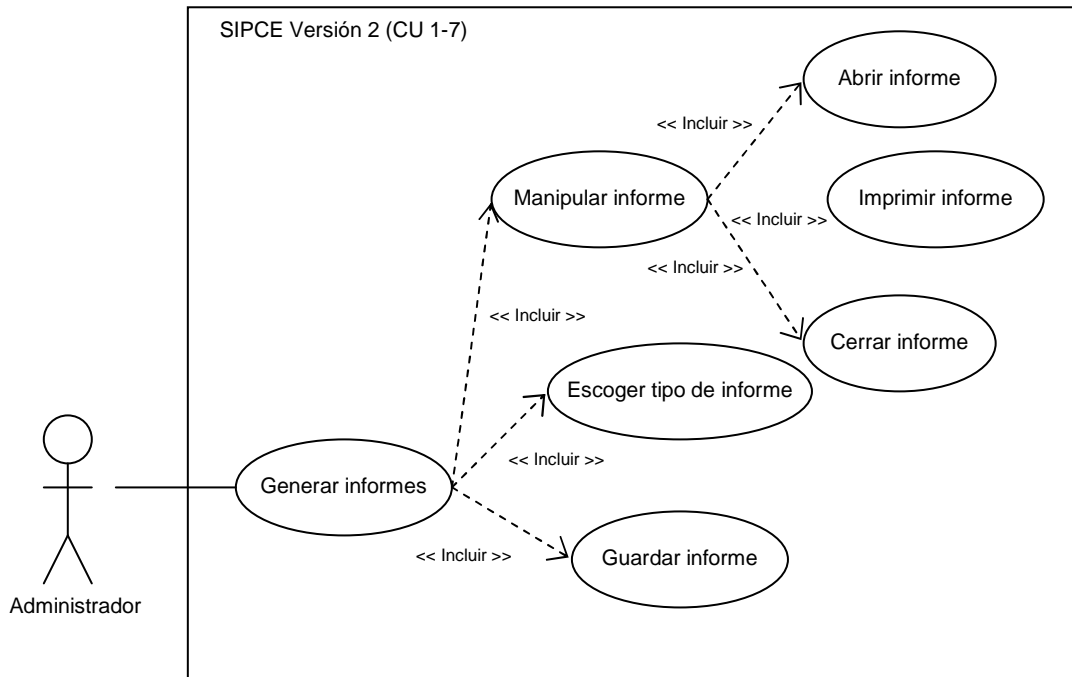 SIPCE Versión 2 (CU 1-7)
Abrir informe
<< Incluir >>
Manipular informe
Imprimir informe
<< Incluir >>
<< Incluir >>
<< Incluir >>
Cerrar informe
Escoger tipo de informe
<< Incluir >>
Generar informes
<< Incluir >>
Guardar informe
Administrador